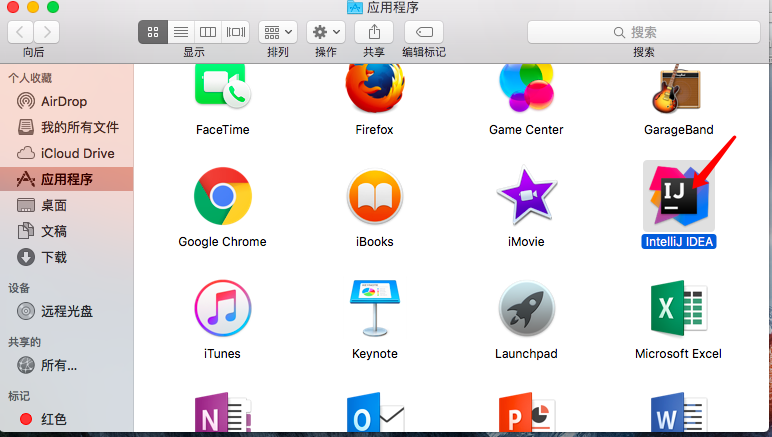 应用程序
向后
显示
排列
操作
共享
编辑标记
搜索
搜索
个人收藏
AirDrop
我的所有文件
iCloud Drive
应用程序
桌面
文稿
下载
设备
远程光盘
共享的
所有...
标记
红色
FaceTime
Firefox
Game Center
GarageBand
Google Chrome
iBooks
iMovie
IJ
IntelliJ IDEA
iTunes
Keynote
Launchpad
X
Microsoft Excel
N
O
P
W